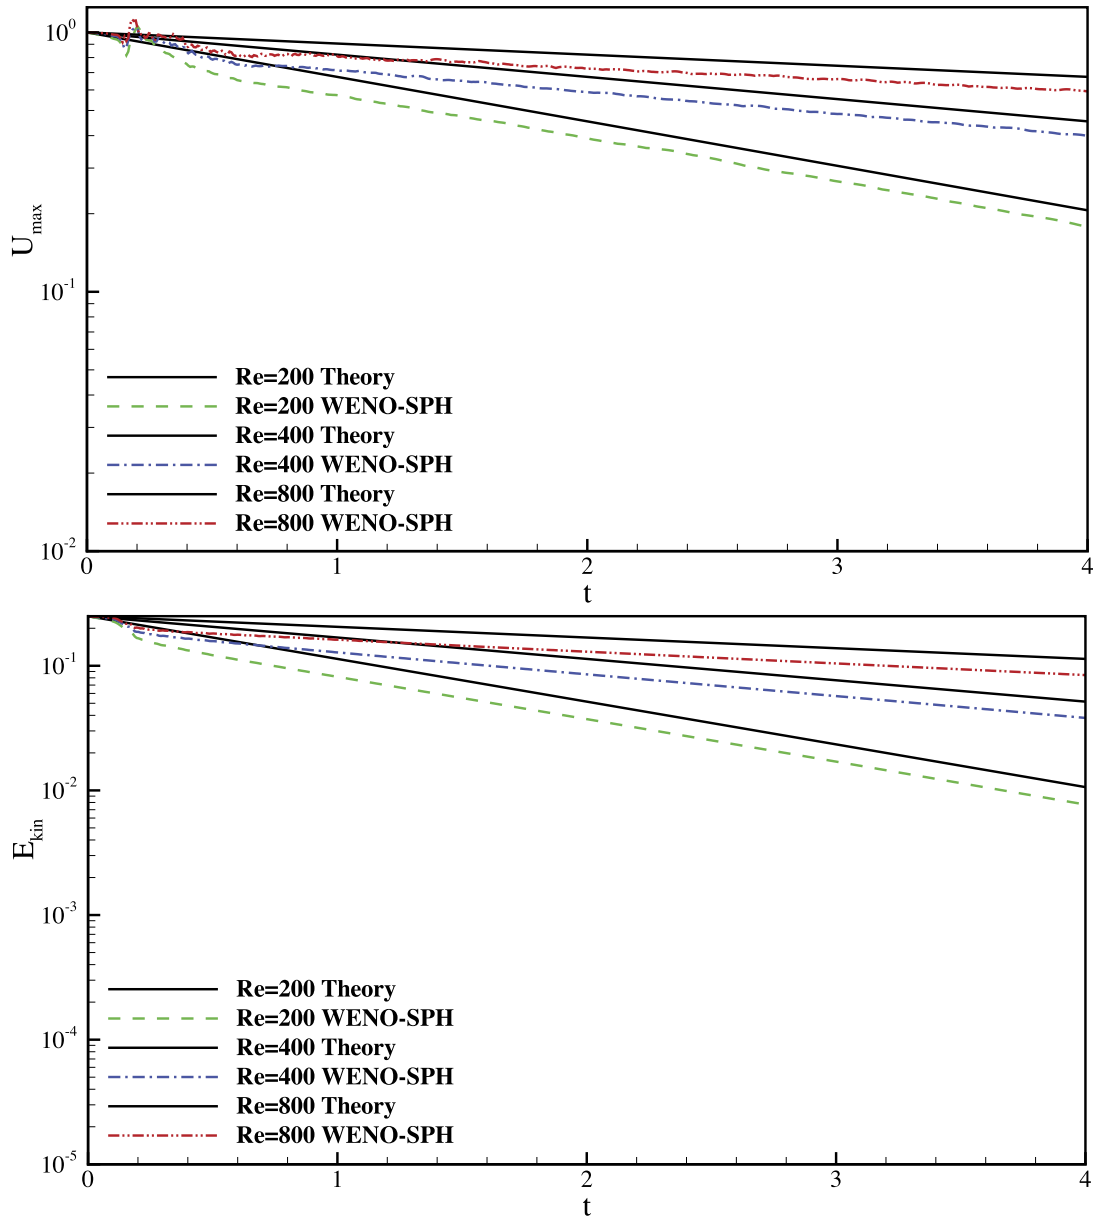 10^0
U_max
10^-1
Re=200 Theory
Re=200 WENO-SPH
Re=400 Theory
Re=400 WENO-SPH
Re=800 Theory
Re=800 WENO-SPH
10^-2
0 1 2 3 4
t
10^-1
10^-2
E_kin
10^-3
Re=200 Theory
Re=200 WENO-SPH
10^-4
Re=400 Theory
Re=400 WENO-SPH
Re=800 Theory
Re=800 WENO-SPH
10^-5
0 1 2 3 4
t